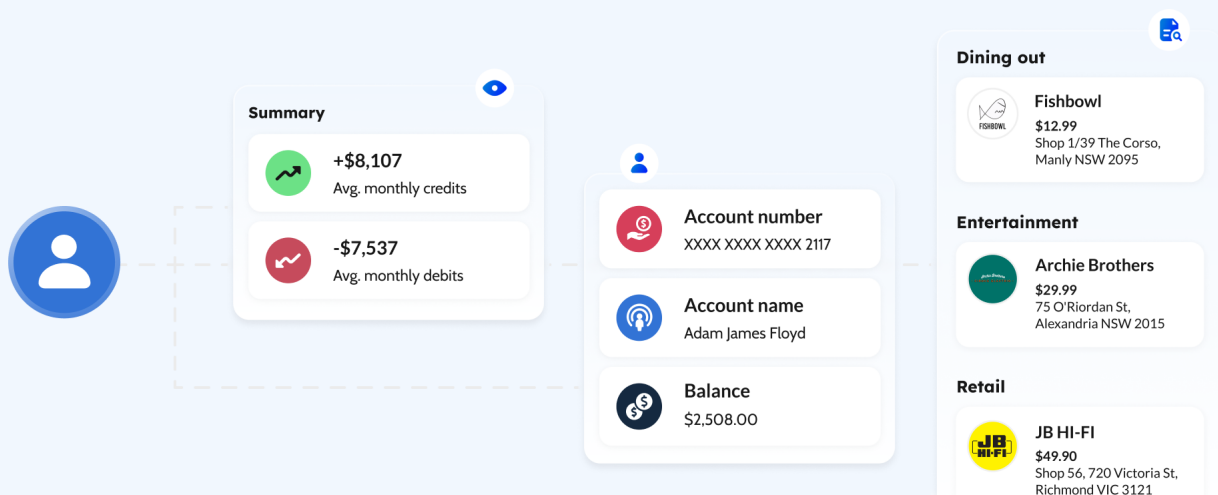 Summary
+$8,107
Avg. monthly credits
-$7,537
Avg. monthly debits
Account number
XXXX XXXX XXXX 2117
Account name
Adam James Floyd
Balance
$2,508.00
Dining out
FISHBOWL
Fishbowl
$12.99
Shop 1/39 The Corso,
Manly NSW 2095
Entertainment
Archie Brothers
Archie Brothers
$29.99
75 O'Riordan St,
Alexandria NSW 2015
Retail
JB
HI-FI
JB HI-FI
$49.90
Shop 56, 720 Victoria St,
Richmond VIC 3121